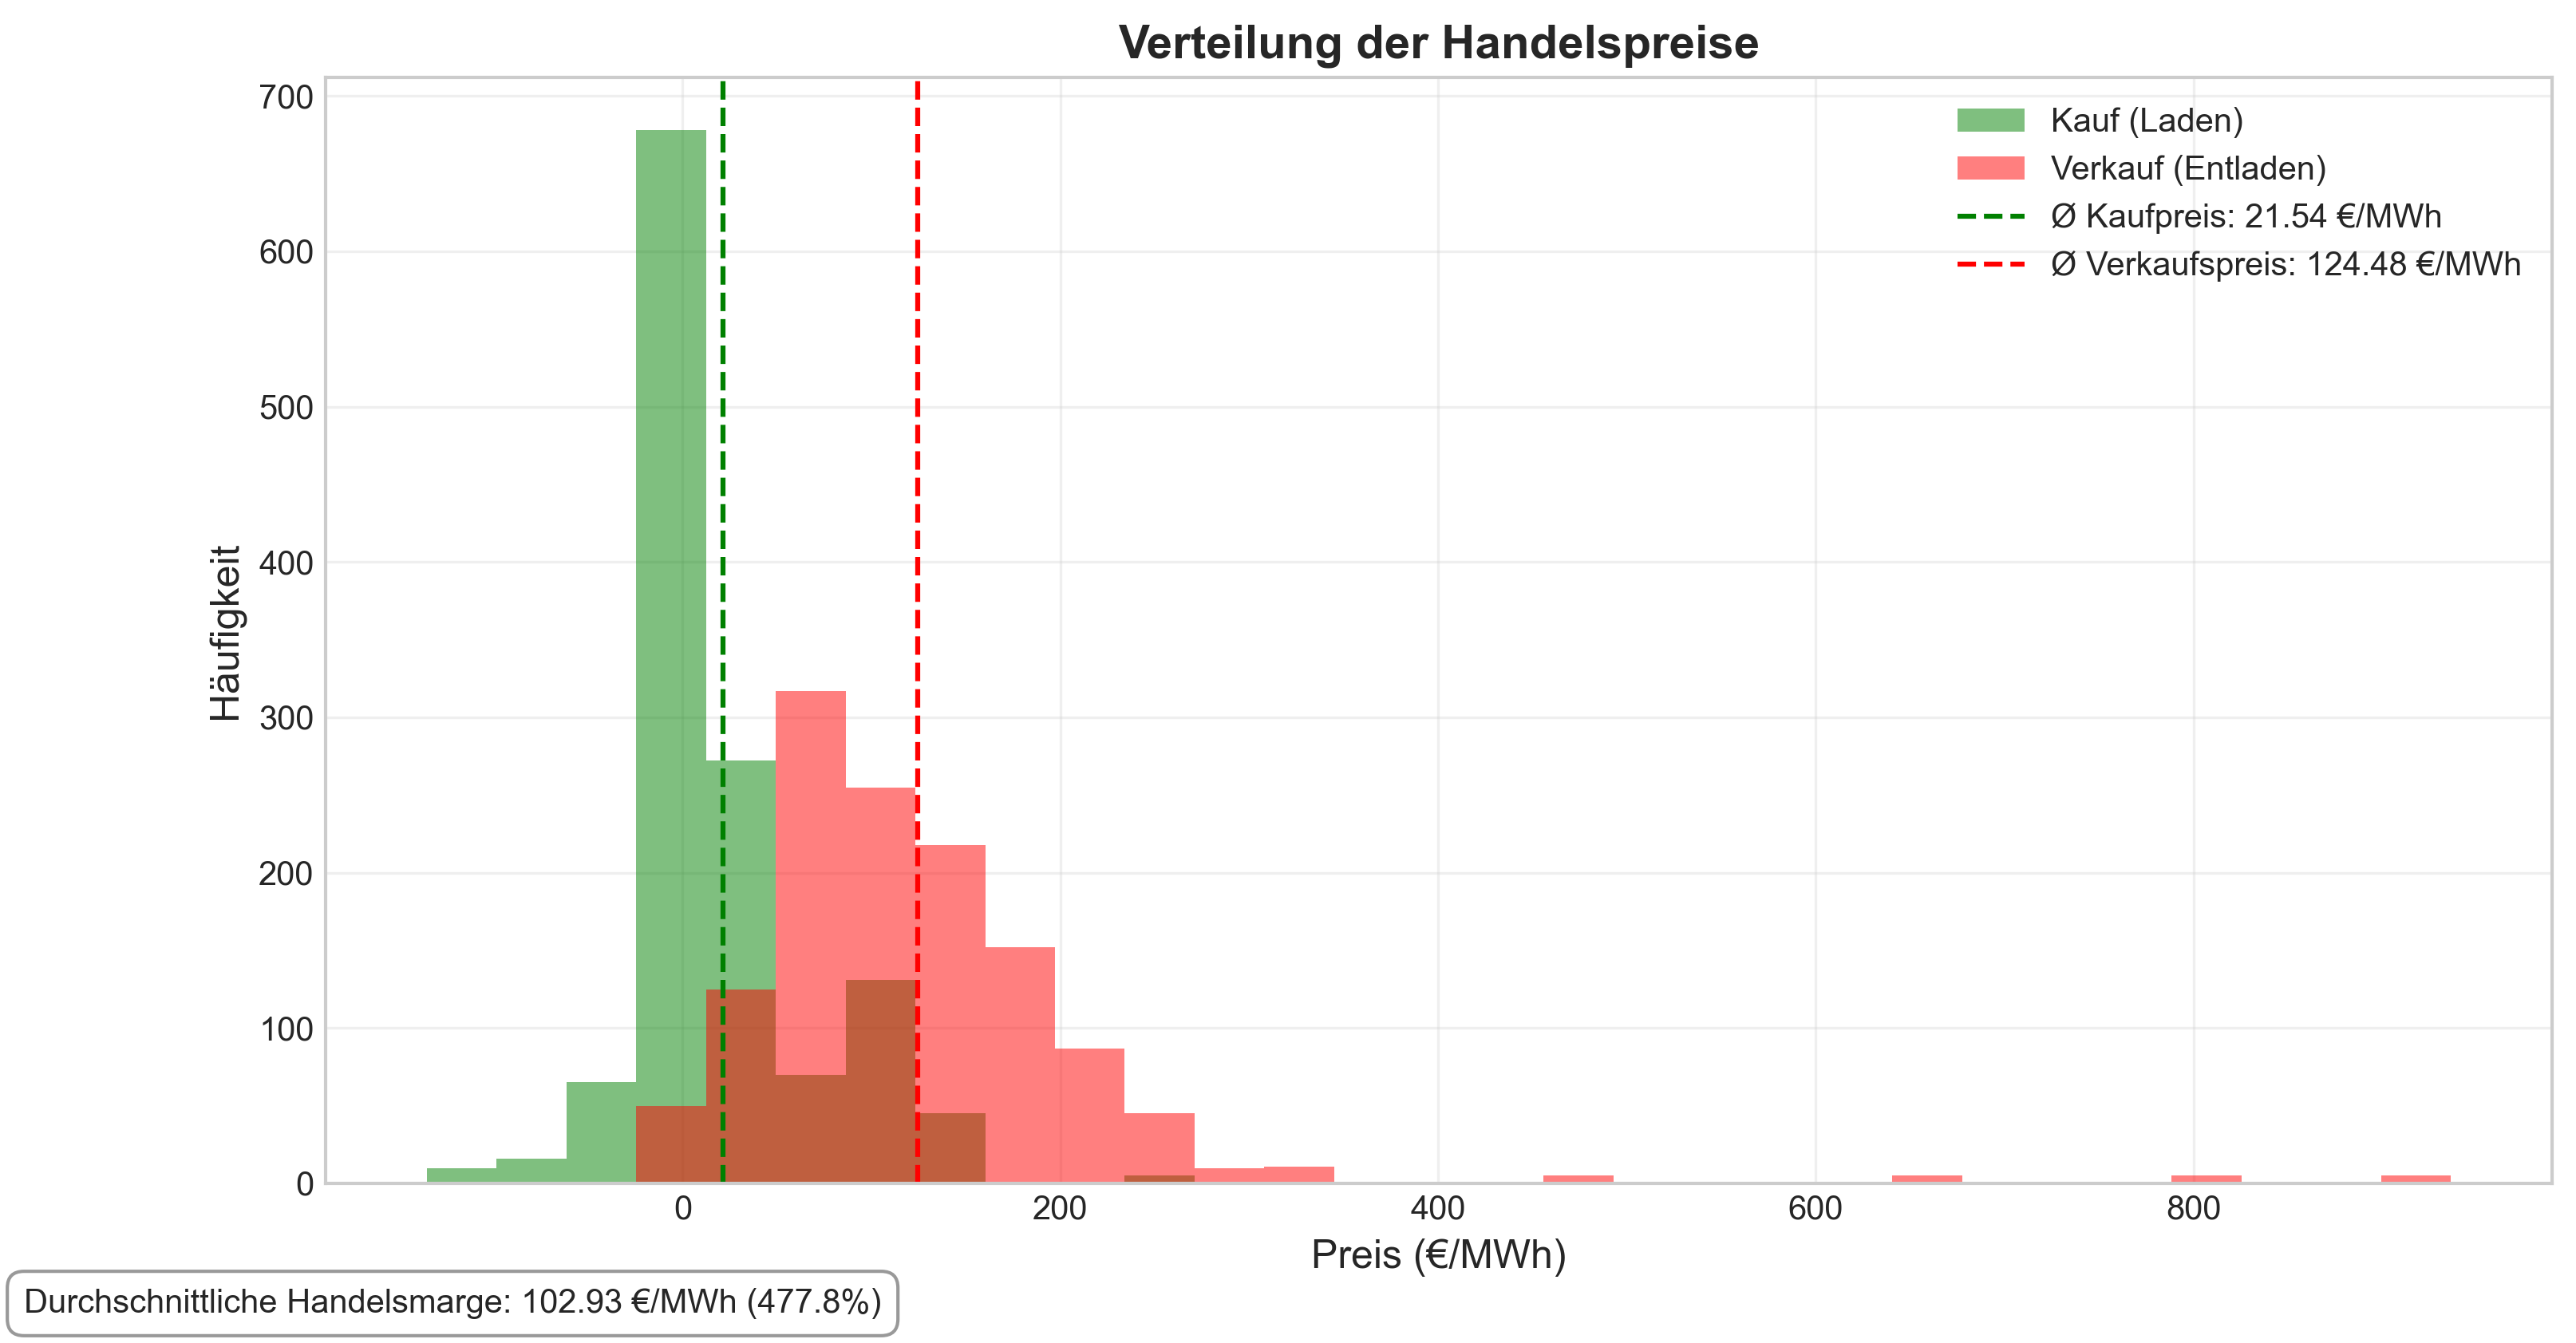 Verteilung der Handelspreise
700
600
500
400
300
200
100
0
Häufigkeit
Kauf (Laden)
Verkauf (Entladen)
Ø Kaufpreis: 21.54 €/MWh
Ø Verkaufspreis: 124.48 €/MWh
0
200
400
600
800
Preis (€/MWh)
Durchschnittliche Handelsmarge: 102.93 €/MWh (477.8%)